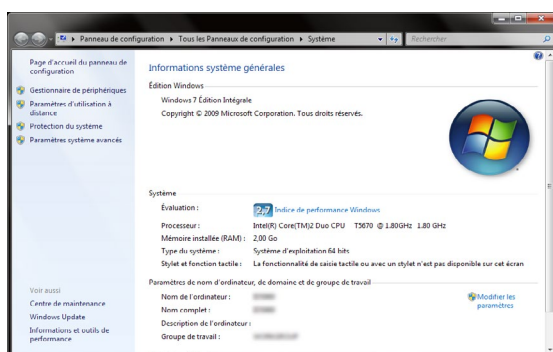 Panneau de configuration ▸ Tous les Panneaux de configuration ▸ Système
Rechercher
Page d'accueil du panneau de
configuration
Gestionnaire de périphériques
Paramètres d'utilisation à
distance
Protection du système
Paramètres système avancés
Voir aussi
Centre de maintenance
Windows Update
Informations et outils de
performance
Informations système générales
Édition Windows
Windows 7 Édition Intégrale
Copyright © 2009 Microsoft Corporation. Tous droits réservés.
Système
Évaluation :
2,7 Indice de performance Windows
Processeur : Intel(R) Core(TM)2 Duo CPU T5670 @ 1.80GHz 1.80 GHz
Mémoire installée (RAM) : 2,00 Go
Type du système : Système d'exploitation 64 bits
Stylet et fonction tactile : La fonctionnalité de saisie tactile ou avec un stylet n'est pas disponible sur cet écran
Paramètres de nom d'ordinateur, de domaine et de groupe de travail
Nom de l'ordinateur :
Modifier les
paramètres
Nom complet :
Description de l'ordinateur :
Groupe de travail :